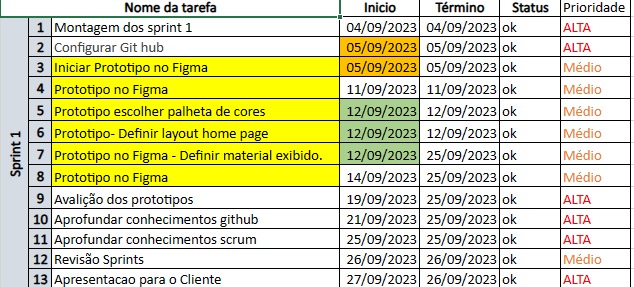 Nome da tarefa Inicio Término Status Prioridade
Sprint 1
1 Montagem dos sprint 1 04/09/2023 04/09/2023 ok ALTA
2 Configurar Git hub 05/09/2023 05/09/2023 ok ALTA
3 Iniciar Prototipo no Figma 05/09/2023 05/09/2023 ok Médio
4 Prototipo no Figma 11/09/2023 11/09/2023 ok Médio
5 Prototipo escolher palheta de cores 12/09/2023 12/09/2023 ok Médio
6 Prototipo- Definir layout home page 12/09/2023 12/09/2023 ok Médio
7 Prototipo no Figma - Definir material exibido. 12/09/2023 25/09/2023 ok Médio
8 Prototipo no Figma 14/09/2023 25/09/2023 ok Médio
9 Avalição dos prototipos 19/09/2023 25/09/2023 ok ALTA
10 Aprofundar conhecimentos github 21/09/2023 25/09/2023 ok ALTA
11 Aprofundar conhecimentos scrum 25/09/2023 25/09/2023 ok ALTA
12 Revisão Sprints 26/09/2023 26/09/2023 ok Médio
13 Apresentacao para o Cliente 27/09/2023 26/09/2023 ok ALTA